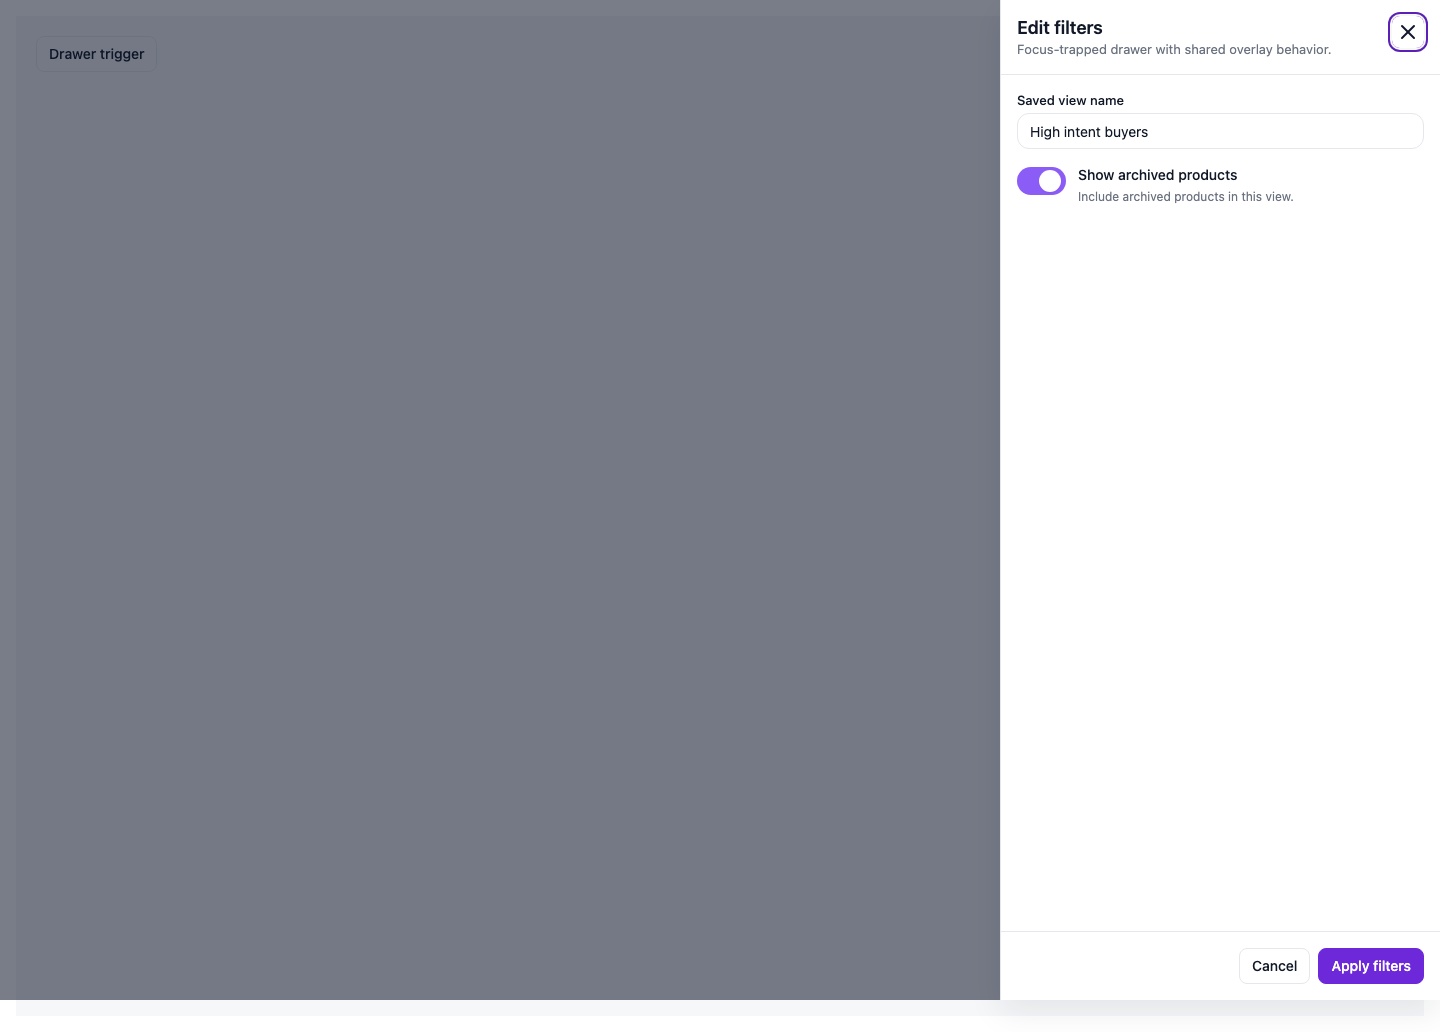 Drawer trigger
Edit filters
Focus-trapped drawer with shared overlay behavior.
Saved view name
High intent buyers
Show archived products
Include archived products in this view.
Cancel
Apply filters